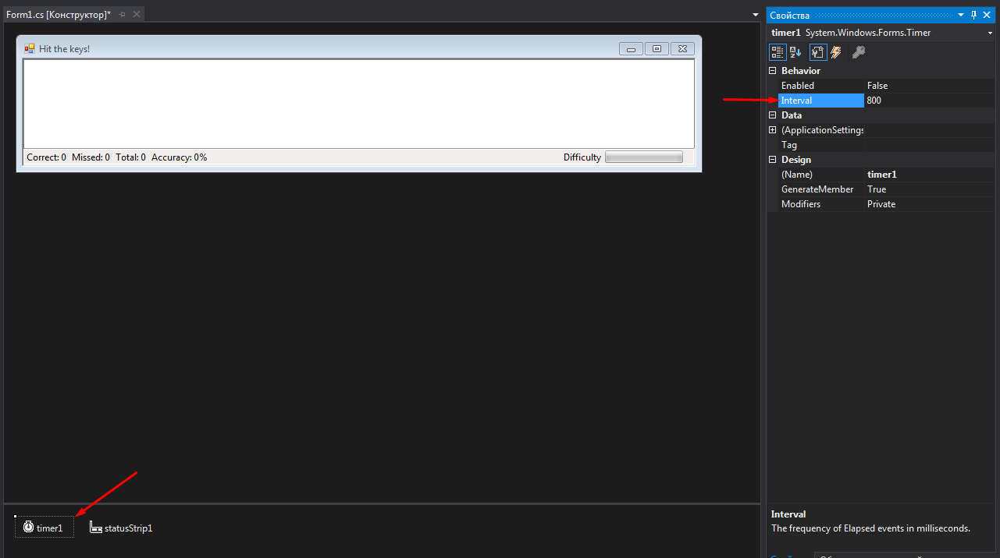 Form1.cs [Конструктор]*
Hit the keys!
Correct: 0 Missed: 0 Total: 0 Accuracy: 0%
Difficulty
timer1
statusStrip1
Свойства
timer1 System.Windows.Forms.Timer
Behavior
Enabled False
Interval 800
Data
(ApplicationSettings
Tag
Design
(Name) timer1
GenerateMember True
Modifiers Private
Interval
The frequency of Elapsed events in milliseconds.